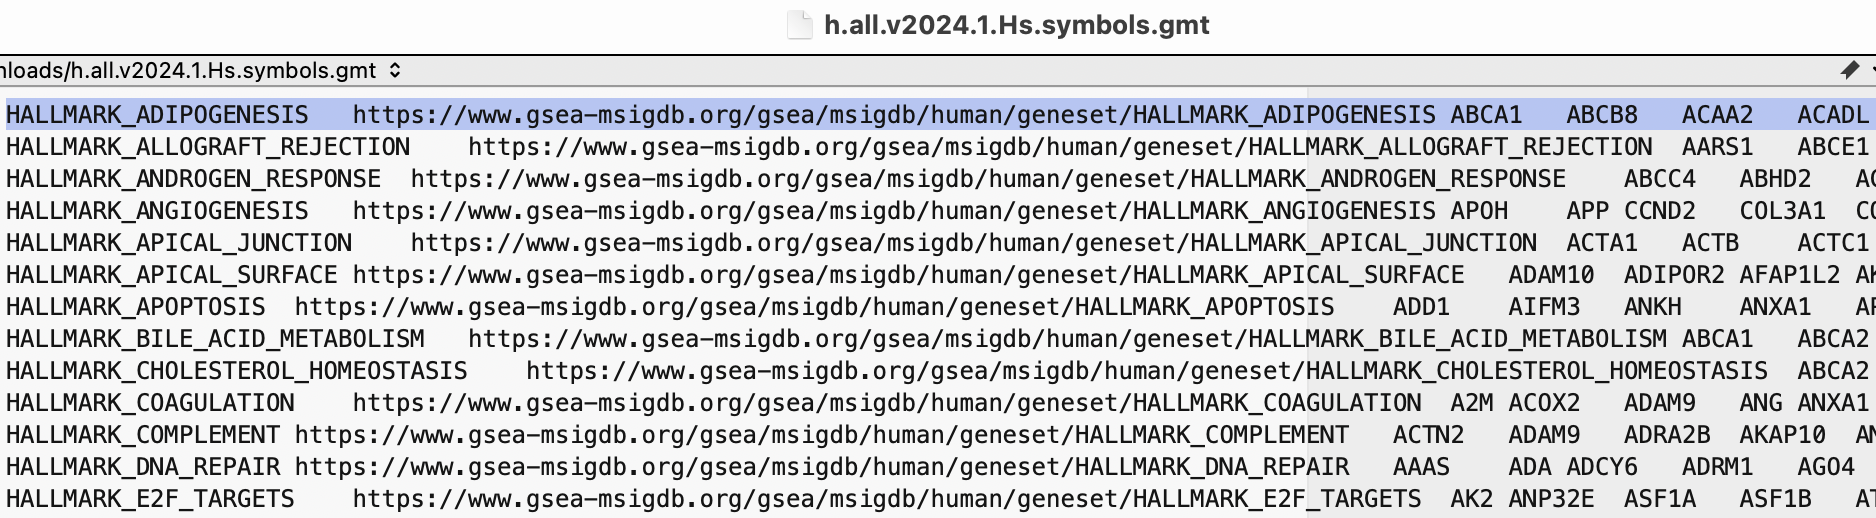 h.all.v2024.1.Hs.symbols.gmt
nloads/h.all.v2024.1.Hs.symbols.gmt
HALLMARK_ADIPOGENESIS https://www.gsea-msigdb.org/gsea/msigdb/human/geneset/HALLMARK_ADIPOGENESIS ABCA1 ABCB8 ACAA2 ACADL
HALLMARK_ALLOGRAFT_REJECTION https://www.gsea-msigdb.org/gsea/msigdb/human/geneset/HALLMARK_ALLOGRAFT_REJECTION AARS1 ABCE1
HALLMARK_ANDROGEN_RESPONSE https://www.gsea-msigdb.org/gsea/msigdb/human/geneset/HALLMARK_ANDROGEN_RESPONSE ABCC4 ABHD2
HALLMARK_ANGIOGENESIS https://www.gsea-msigdb.org/gsea/msigdb/human/geneset/HALLMARK_ANGIOGENESIS APOH APP CCND2 COL3A1
HALLMARK_APICAL_JUNCTION https://www.gsea-msigdb.org/gsea/msigdb/human/geneset/HALLMARK_APICAL_JUNCTION ACTA1 ACTB ACTC1
HALLMARK_APICAL_SURFACE https://www.gsea-msigdb.org/gsea/msigdb/human/geneset/HALLMARK_APICAL_SURFACE ADAM10 ADIPOR2 AFAP1L2
HALLMARK_APOPTOSIS https://www.gsea-msigdb.org/gsea/msigdb/human/geneset/HALLMARK_APOPTOSIS ADD1 AIFM3 ANKH ANXA1
HALLMARK_BILE_ACID_METABOLISM https://www.gsea-msigdb.org/gsea/msigdb/human/geneset/HALLMARK_BILE_ACID_METABOLISM ABCA1 ABCA2
HALLMARK_CHOLESTEROL_HOMEOSTASIS https://www.gsea-msigdb.org/gsea/msigdb/human/geneset/HALLMARK_CHOLESTEROL_HOMEOSTASIS ABCA2
HALLMARK_COAGULATION https://www.gsea-msigdb.org/gsea/msigdb/human/geneset/HALLMARK_COAGULATION A2M ACOX2 ADAM9 ANG ANXA1
HALLMARK_COMPLEMENT https://www.gsea-msigdb.org/gsea/msigdb/human/geneset/HALLMARK_COMPLEMENT ACTN2 ADAM9 ADRA2B AKAP10
HALLMARK_DNA_REPAIR https://www.gsea-msigdb.org/gsea/msigdb/human/geneset/HALLMARK_DNA_REPAIR AAAS ADA ADCY6 ADRM1 AGO4
HALLMARK_E2F_TARGETS https://www.gsea-msigdb.org/gsea/msigdb/human/geneset/HALLMARK_E2F_TARGETS AK2 ANP32E ASF1A ASF1B